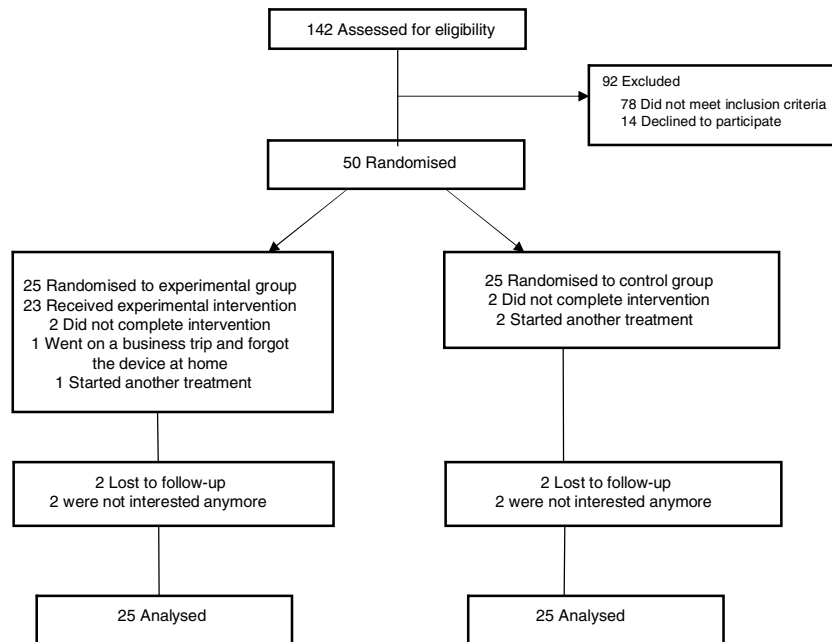 142 Assessed for eligibility
92 Excluded
78 Did not meet inclusion criteria
14 Declined to participate
50 Randomised
25 Randomised to experimental group
23 Received experimental intervention
2 Did not complete intervention
1 Went on a business trip and forgot
the device at home
1 Started another treatment
25 Randomised to control group
2 Did not complete intervention
2 Started another treatment
2 Lost to follow-up
2 were not interested anymore
2 Lost to follow-up
2 were not interested anymore
25 Analysed
25 Analysed